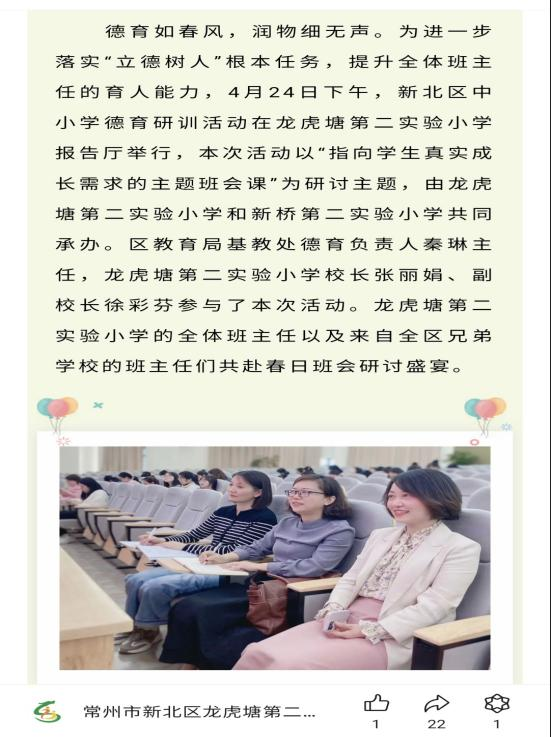 德育如春风，润物细无声。为进一步
落实“立德树人”根本任务，提升全体班主
任的育人能力，4月24日下午，新北区中
小学德育研训活动在龙虎塘第二实验小学
报告厅举行，本次活动以“指向学生真实成
长需求的主题班会课”为研讨主题，由龙虎
塘第二实验小学和新桥第二实验小学共同
承办。区教育局基教处德育负责人秦琳主
任，龙虎塘第二实验小学校长张丽娟、副
校长徐彩芬参与了本次活动。龙虎塘第二
实验小学的全体班主任以及来自全区兄弟
学校的班主任们共赴春日班会研讨盛宴。
常州市新北区龙虎塘第二...
1
22
1